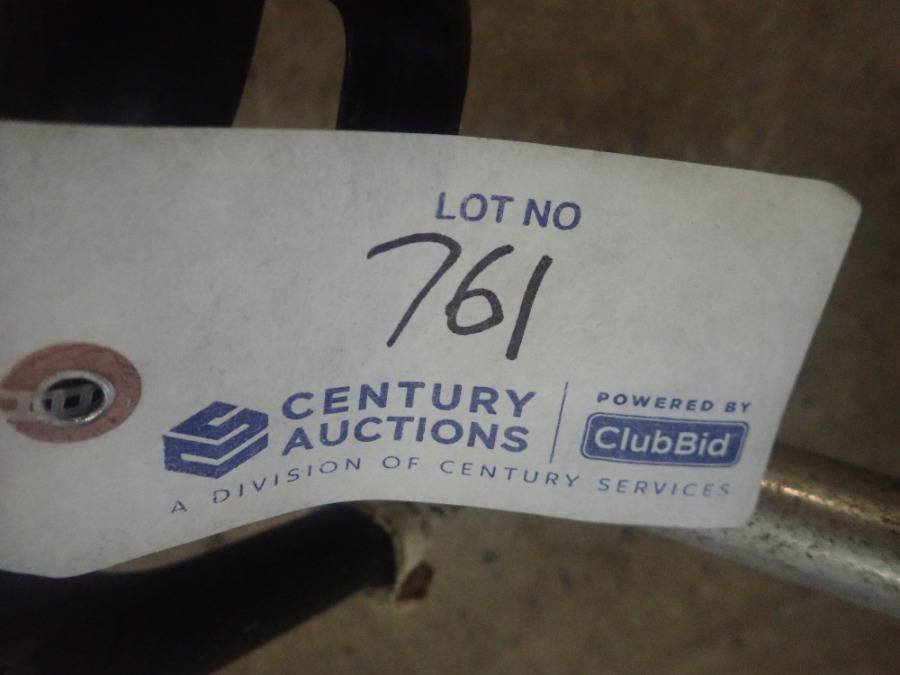 LOT NO
761
CENTURY
AUCTIONS
A DIVISION OF CENTURY SERVICES
POWERED BY
ClubBid